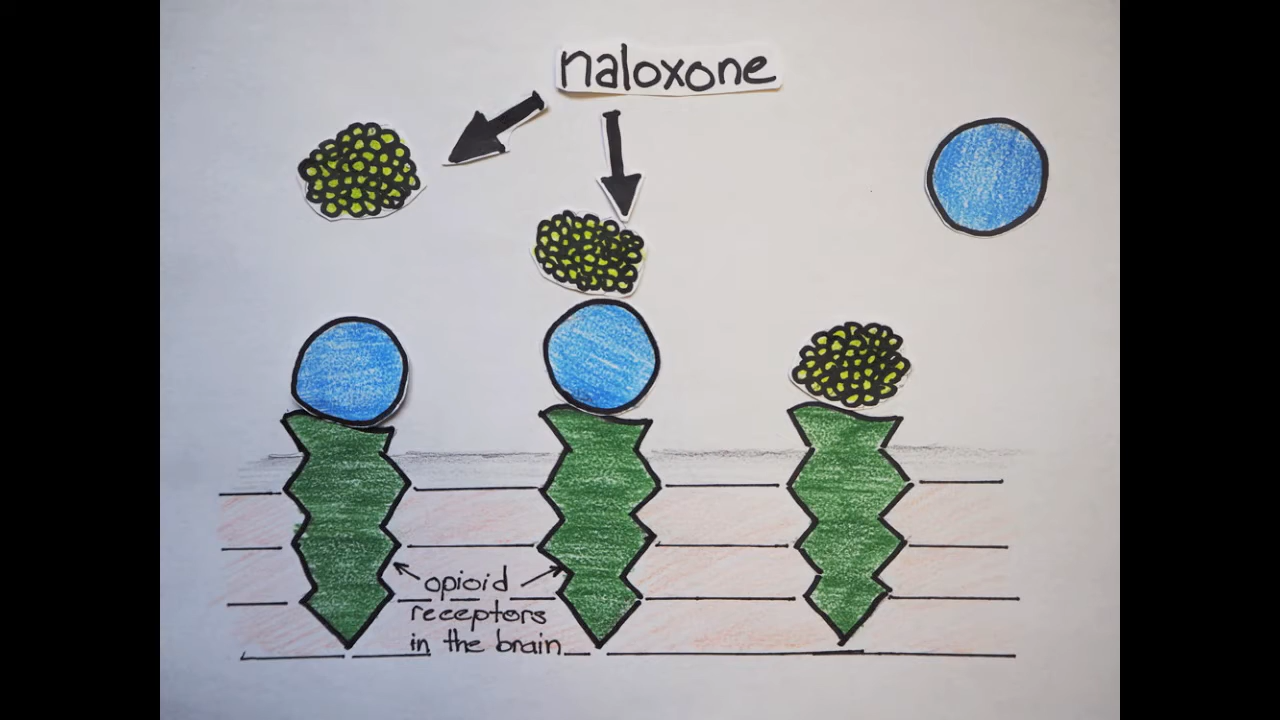 naloxone
opioid
receptors
in the brain